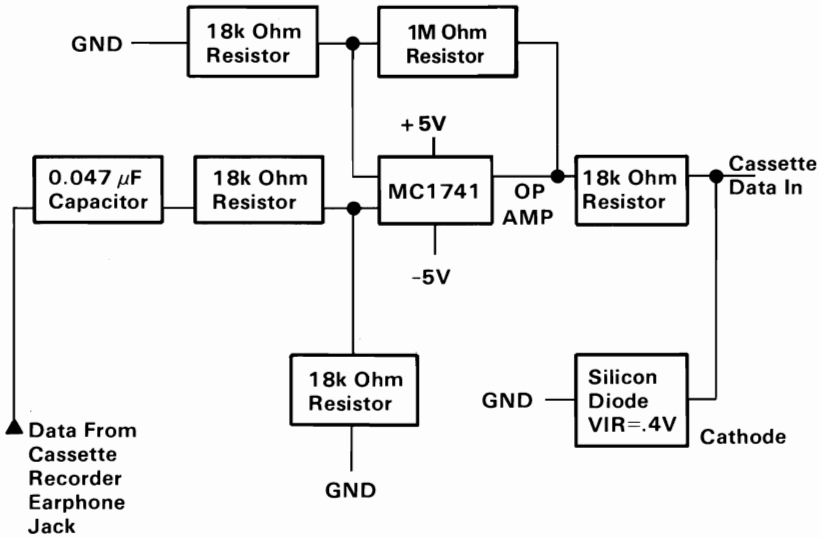 GND
18k Ohm
Resistor
1M Ohm
Resistor
+5V
0.047 μF
Capacitor
18k Ohm
Resistor
MC1741
OP
AMP
18k Ohm
Resistor
Cassette
Data In
-5V
18k Ohm
Resistor
GND
GND
Silicon
Diode
VIR=.4V
Cathode
Data From
Cassette
Recorder
Earphone
Jack